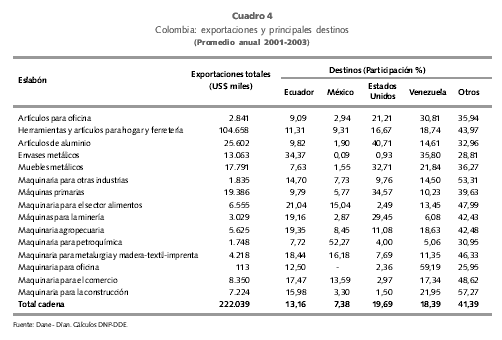 Cuadro 4
Colombia: exportaciones y principales destinos
(Promedio anual 2001-2003)
Eslabón Exportaciones totales (US$ miles) Destinos (Participación %)
Ecuador México Estados Unidos Venezuela Otros
Artículos para oficina 2.841 9,09 2,94 21,21 30,81 35,94
Herramientas y artículos para hogar y ferretería 104.658 11,31 9,31 16,67 18,74 43,97
Artículos de aluminio 25.602 9,82 1,90 40,71 14,61 32,96
Envases metálicos 13.063 34,37 0,09 0,93 35,80 28,81
Muebles metálicos 17.791 7,63 1,55 32,71 21,84 36,27
Maquinaria para otras industrias 1.835 14,70 7,73 9,76 14,50 53,31
Máquinas primarias 19.386 9,79 5,77 34,57 10,23 39,63
Maquinaria para el sector alimentos 6.555 21,04 15,04 2,49 13,45 47,99
Máquinas para la minería 3.029 19,16 2,87 29,45 6,08 42,43
Maquinaria agropecuaria 5.625 19,35 8,45 11,08 18,63 42,48
Maquinaria para petroquímica 1.748 7,72 52,27 4,00 5,06 30,95
Maquinaria para metalurgia y madera-textil-imprenta 4.218 18,44 16,18 7,69 11,35 46,33
Maquinaria para oficina 113 12,50 - 2,36 59,19 25,95
Maquinaria para el comercio 8.350 17,47 13,59 2,97 17,34 48,62
Maquinaria para la construcción 7.224 15,98 3,30 1,50 21,95 57,27
Total cadena 222.039 13,16 7,38 19,69 18,39 41,39
Fuente: Dane - Dian. Cálculos DNP-DDE.